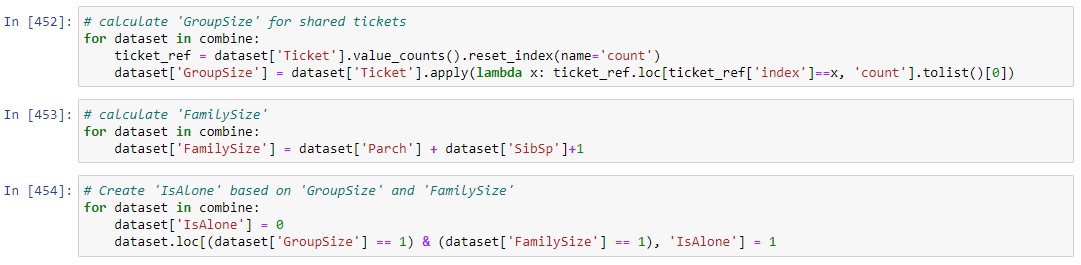 In [452]: # calculate 'GroupSize' for shared tickets
for dataset in combine:
    ticket_ref = dataset['Ticket'].value_counts().reset_index(name='count')
    dataset['GroupSize'] = dataset['Ticket'].apply(lambda x: ticket_ref.loc[ticket_ref['index']==x, 'count'].tolist()[0])
In [453]: # calculate 'FamilySize'
for dataset in combine:
    dataset['FamilySize'] = dataset['Parch'] + dataset['SibSp']+1
In [454]: # Create 'IsAlone' based on 'GroupSize' and 'FamilySize'
for dataset in combine:
    dataset['IsAlone'] = 0
    dataset.loc[(dataset['GroupSize'] == 1) & (dataset['FamilySize'] == 1), 'IsAlone'] = 1